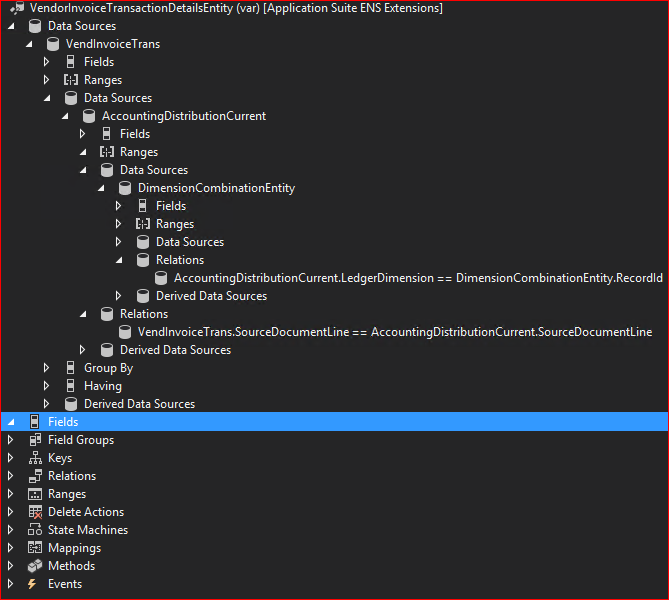 VendorInvoiceTransactionDetailsEntity (var) [Application Suite ENS Extensions]
Data Sources
VendInvoiceTrans
Fields
Ranges
Data Sources
AccountingDistributionCurrent
Fields
Ranges
Data Sources
DimensionCombinationEntity
Fields
Ranges
Data Sources
Relations
AccountingDistributionCurrent.LedgerDimension == DimensionCombinationEntity.RecordId
Derived Data Sources
Relations
VendInvoiceTrans.SourceDocumentLine == AccountingDistributionCurrent.SourceDocumentLine
Derived Data Sources
Group By
Having
Derived Data Sources
Fields
Field Groups
Keys
Relations
Ranges
Delete Actions
State Machines
Mappings
Methods
Events